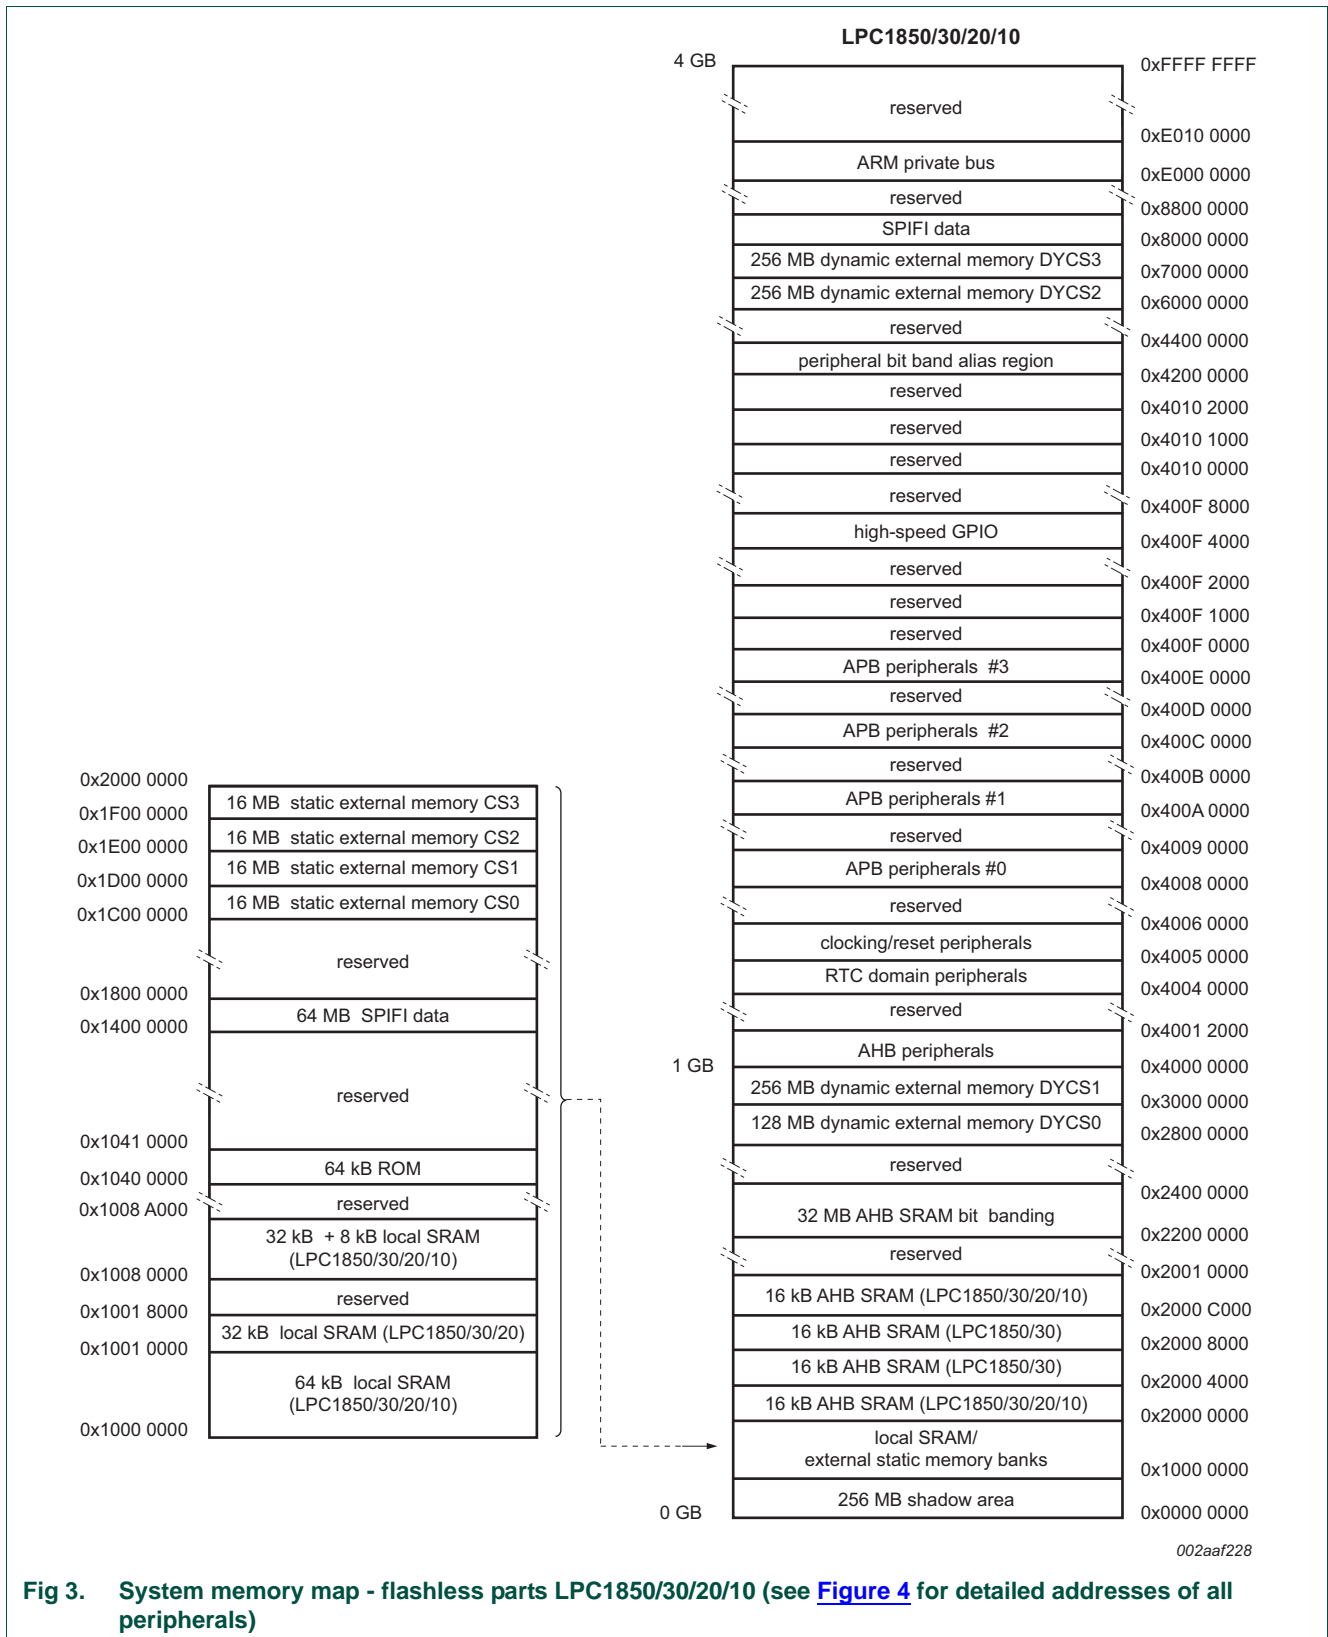 LPC1850/30/20/10
4 GB
0xFFFF FFFF
reserved
0xE010 0000
ARM private bus
0xE000 0000
reserved
0x8800 0000
SPIFI data
0x8000 0000
256 MB dynamic external memory DYCS3
0x7000 0000
256 MB dynamic external memory DYCS2
0x6000 0000
reserved
0x4400 0000
peripheral bit band alias region
0x4200 0000
reserved
0x4010 2000
reserved
0x4010 1000
reserved
0x4010 0000
reserved
0x400F 8000
high-speed GPIO
0x400F 4000
reserved
0x400F 2000
reserved
0x400F 1000
reserved
0x400F 0000
APB peripherals #3
0x400E 0000
reserved
0x400D 0000
APB peripherals #2
0x400C 0000
reserved
0x400B 0000
APB peripherals #1
0x400A 0000
reserved
0x4009 0000
APB peripherals #0
0x4008 0000
reserved
0x4006 0000
clocking/reset peripherals
0x4005 0000
RTC domain peripherals
0x4004 0000
reserved
0x4001 2000
AHB peripherals
1 GB
0x4000 0000
256 MB dynamic external memory DYCS1
0x3000 0000
128 MB dynamic external memory DYCS0
0x2800 0000
reserved
0x2400 0000
32 MB AHB SRAM bit banding
0x2200 0000
reserved
0x2001 0000
16 kB AHB SRAM (LPC1850/30/20/10)
0x2000 C000
16 kB AHB SRAM (LPC1850/30)
0x2000 8000
16 kB AHB SRAM (LPC1850/30)
0x2000 4000
16 kB AHB SRAM (LPC1850/30/20/10)
0x2000 0000
local SRAM/
external static memory banks
0x1000 0000
256 MB shadow area
0 GB
0x0000 0000
0x2000 0000
16 MB static external memory CS3
0x1F00 0000
16 MB static external memory CS2
0x1E00 0000
16 MB static external memory CS1
0x1D00 0000
16 MB static external memory CS0
0x1C00 0000
reserved
0x1800 0000
64 MB SPIFI data
0x1400 0000
reserved
0x1041 0000
64 kB ROM
0x1040 0000
reserved
0x1008 A000
32 kB + 8 kB local SRAM
(LPC1850/30/20/10)
0x1008 0000
reserved
0x1001 8000
32 kB local SRAM (LPC1850/30/20)
0x1001 0000
64 kB local SRAM
(LPC1850/30/20/10)
0x1000 0000
002aaf228
Fig 3. System memory map - flashless parts LPC1850/30/20/10 (see Figure 4 for detailed addresses of all
peripherals)